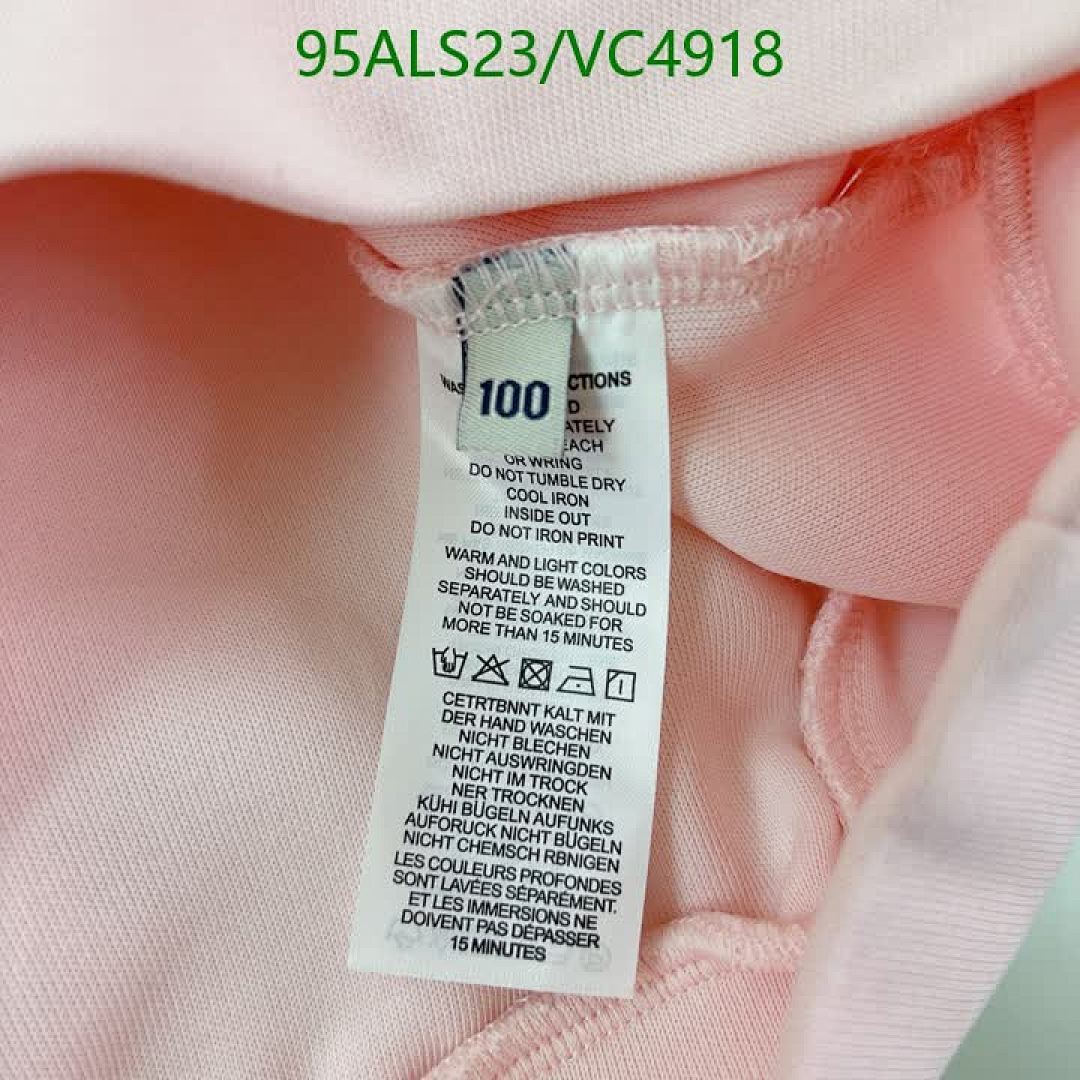 95ALS23/VC4918
100
CTIONS
D
ATELY
EACH
OR WRING
DO NOT TUMBLE DRY
COOL IRON
INSIDE OUT
DO NOT IRON PRINT
WARM AND LIGHT COLORS
SHOULD BE WASHED
SEPARATELY AND SHOULD
NOT BE SOAKED FOR
MORE THAN 15 MINUTES
CETRTBNNT KALT MIT
DER HAND WASCHEN
NICHT BLECHEN
NICHT AUSWRINGDEN
NICHT IM TROCK
NER TROCKNEN
KÜHI BÜGELN AUFUNKS
AUFORUCK NICHT BÜGELN
NICHT CHEMSCH RBNIGEN
LES COULEURS PROFONDES
SONT LAVÉES SÉPARÉMENT.
ET LES IMMERSIONS NE
DOIVENT PAS DÉPASSER
15 MINUTES